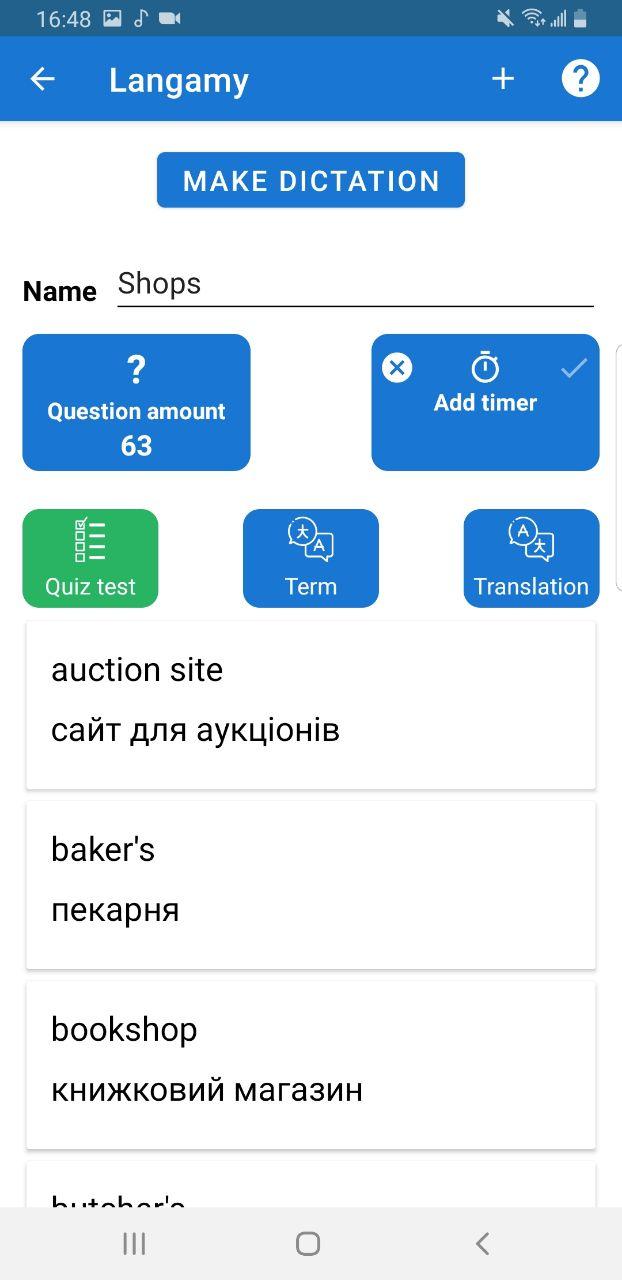 16:48
Langamy
MAKE DICTATION
Name Shops
?
Question amount
63
Add timer
Quiz test
Term
Translation
auction site
сайт для аукціонів
baker's
пекарня
bookshop
книжковий магазин
butcher's